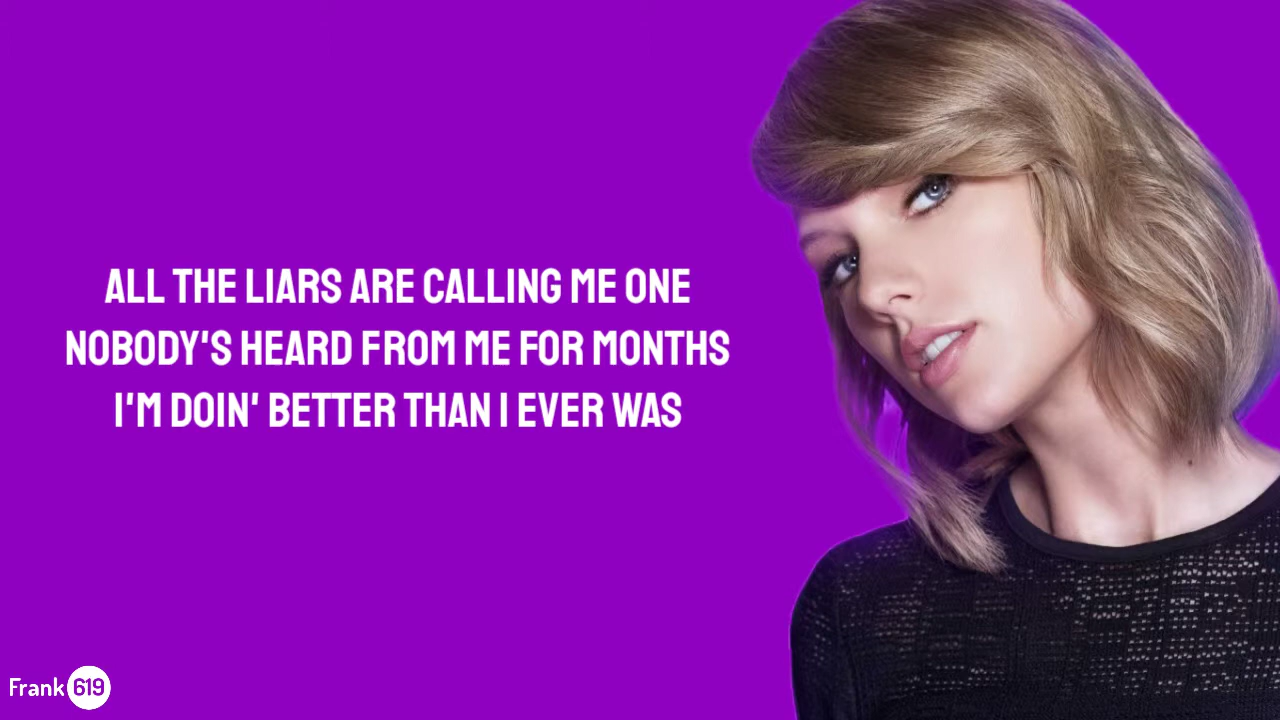 ALL THE LIARS ARE CALLING ME ONE
NOBODY'S HEARD FROM ME FOR MONTHS
I'M DOIN' BETTER THAN I EVER WAS
Frank 619